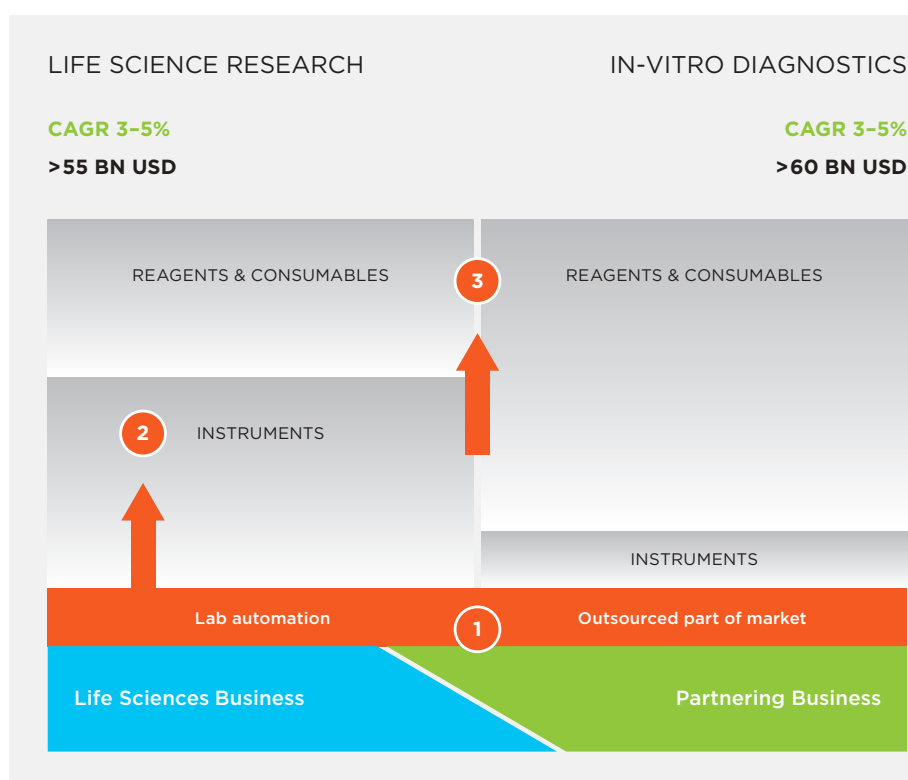 LIFE SCIENCE RESEARCH
CAGR 3–5%
>55 BN USD
IN-VITRO DIAGNOSTICS
CAGR 3–5%
>60 BN USD
REAGENTS & CONSUMABLES
3
REAGENTS & CONSUMABLES
2
INSTRUMENTS
INSTRUMENTS
Lab automation
1
Outsourced part of market
Life Sciences Business
Partnering Business